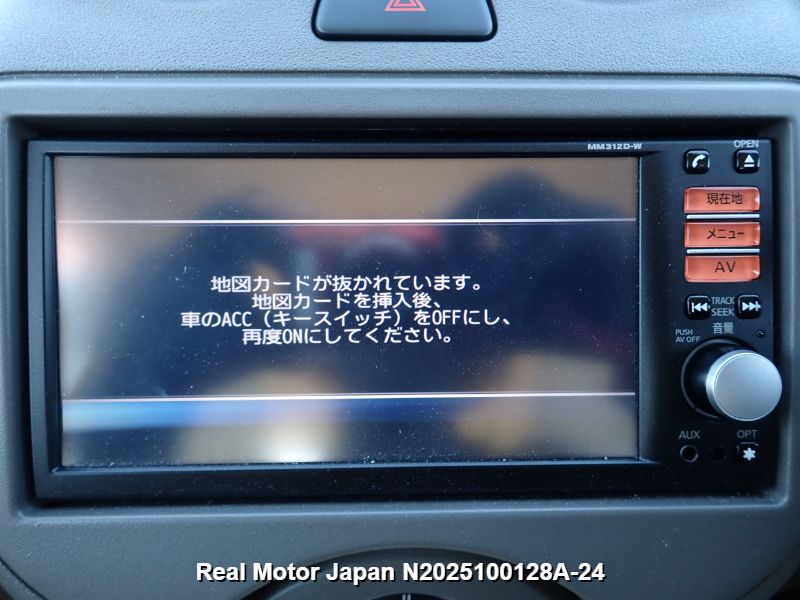 MM312D-W
OPEN
現在地
メニュー
AV
TRACK
SEEK
音量
PUSH
AV OFF
AUX
OPT
地図カードが抜かれています。
地図カードを挿入後、
車のACC（キースイッチ）をOFFにし、
再度ONにしてください。
Real Motor Japan N2025100128A-24